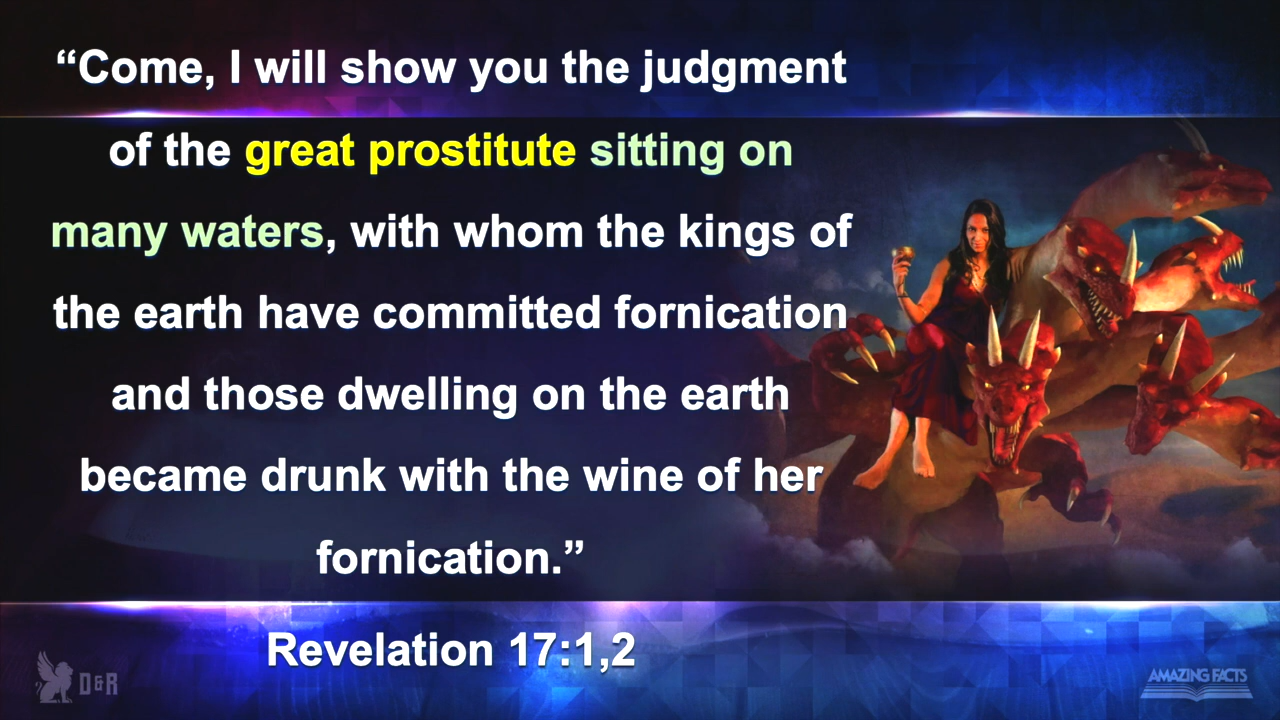 “Come, I will show you the judgment
of the great prostitute sitting on
many waters, with whom the kings of
the earth have committed fornication
and those dwelling on the earth
became drunk with the wine of her
fornication.”
Revelation 17:1,2
D&R
AMAZING FACTS